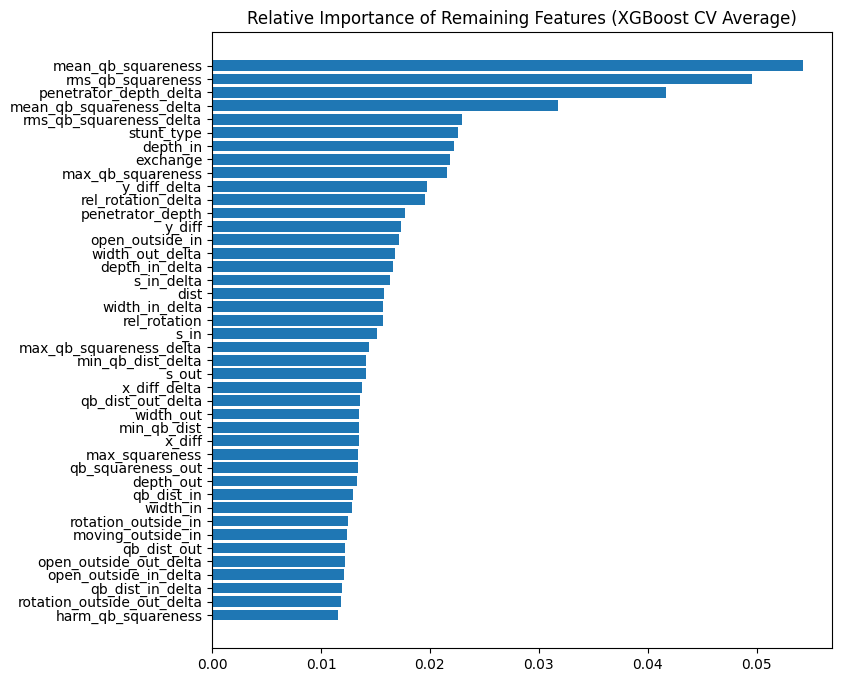 Relative Importance of Remaining Features (XGBoost CV Average)
mean_qb_squareness
rms_qb_squareness
penetrator_depth_delta
mean_qb_squareness_delta
rms_qb_squareness_delta
stunt_type
depth_in
exchange
max_qb_squareness
y_diff_delta
rel_rotation_delta
penetrator_depth
y_diff
open_outside_in
width_out_delta
depth_in_delta
s_in_delta
dist
width_in_delta
rel_rotation
s_in
max_qb_squareness_delta
min_qb_dist_delta
s_out
x_diff_delta
qb_dist_out_delta
width_out
min_qb_dist
x_diff
max_squareness
qb_squareness_out
depth_out
qb_dist_in
width_in
rotation_outside_in
moving_outside_in
qb_dist_out
open_outside_out_delta
open_outside_in_delta
qb_dist_in_delta
rotation_outside_out_delta
harm_qb_squareness
0.00 0.01 0.02 0.03 0.04 0.05